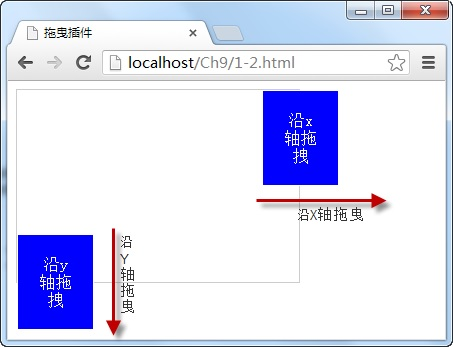 拖曳插件
localhost/Ch9/1-2.html
沿x
轴拖
拽
沿X轴拖曳
沿y
轴拖
拽
沿
Y
轴
拖
曳